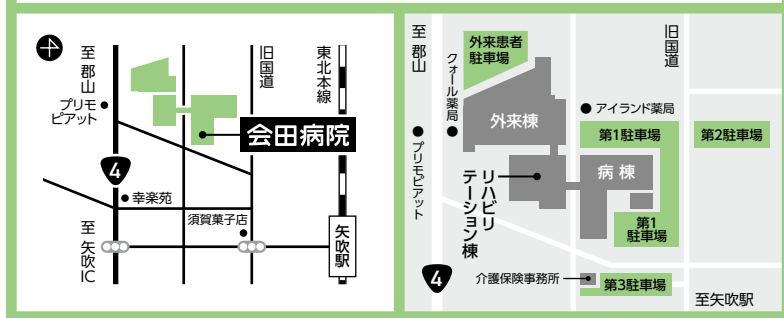 至 郡山
プリモ
ピアット
旧国道
東北本線
会田病院
4
幸楽苑
須賀菓子店
至 矢吹IC
矢吹駅
至 郡山
クオール薬局
プリモピアット
外来患者
駐車場
外来棟
旧国道
アイランド薬局
第1駐車場
第2駐車場
リハビリ
テーション棟
病棟
第1
駐車場
4
介護保険事務所
第3駐車場
至矢吹駅